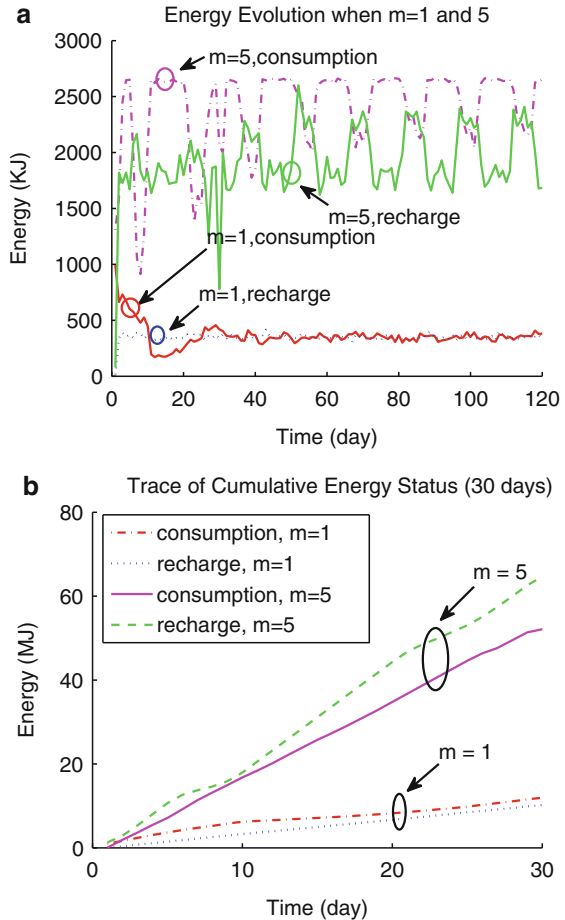 a
Energy Evolution when m=1 and 5
3000
2500
2000
1500
1000
500
0
Energy (KJ)
m=5,consumption
m=5,recharge
m=1,consumption
m=1,recharge
0 20 40 60 80 100 120
Time (day)
b
Trace of Cumulative Energy Status (30 days)
80
60
40
20
0
Energy (MJ)
consumption, m=1
recharge, m=1
consumption, m=5
recharge, m=5
m = 5
m = 1
0 10 20 30
Time (day)